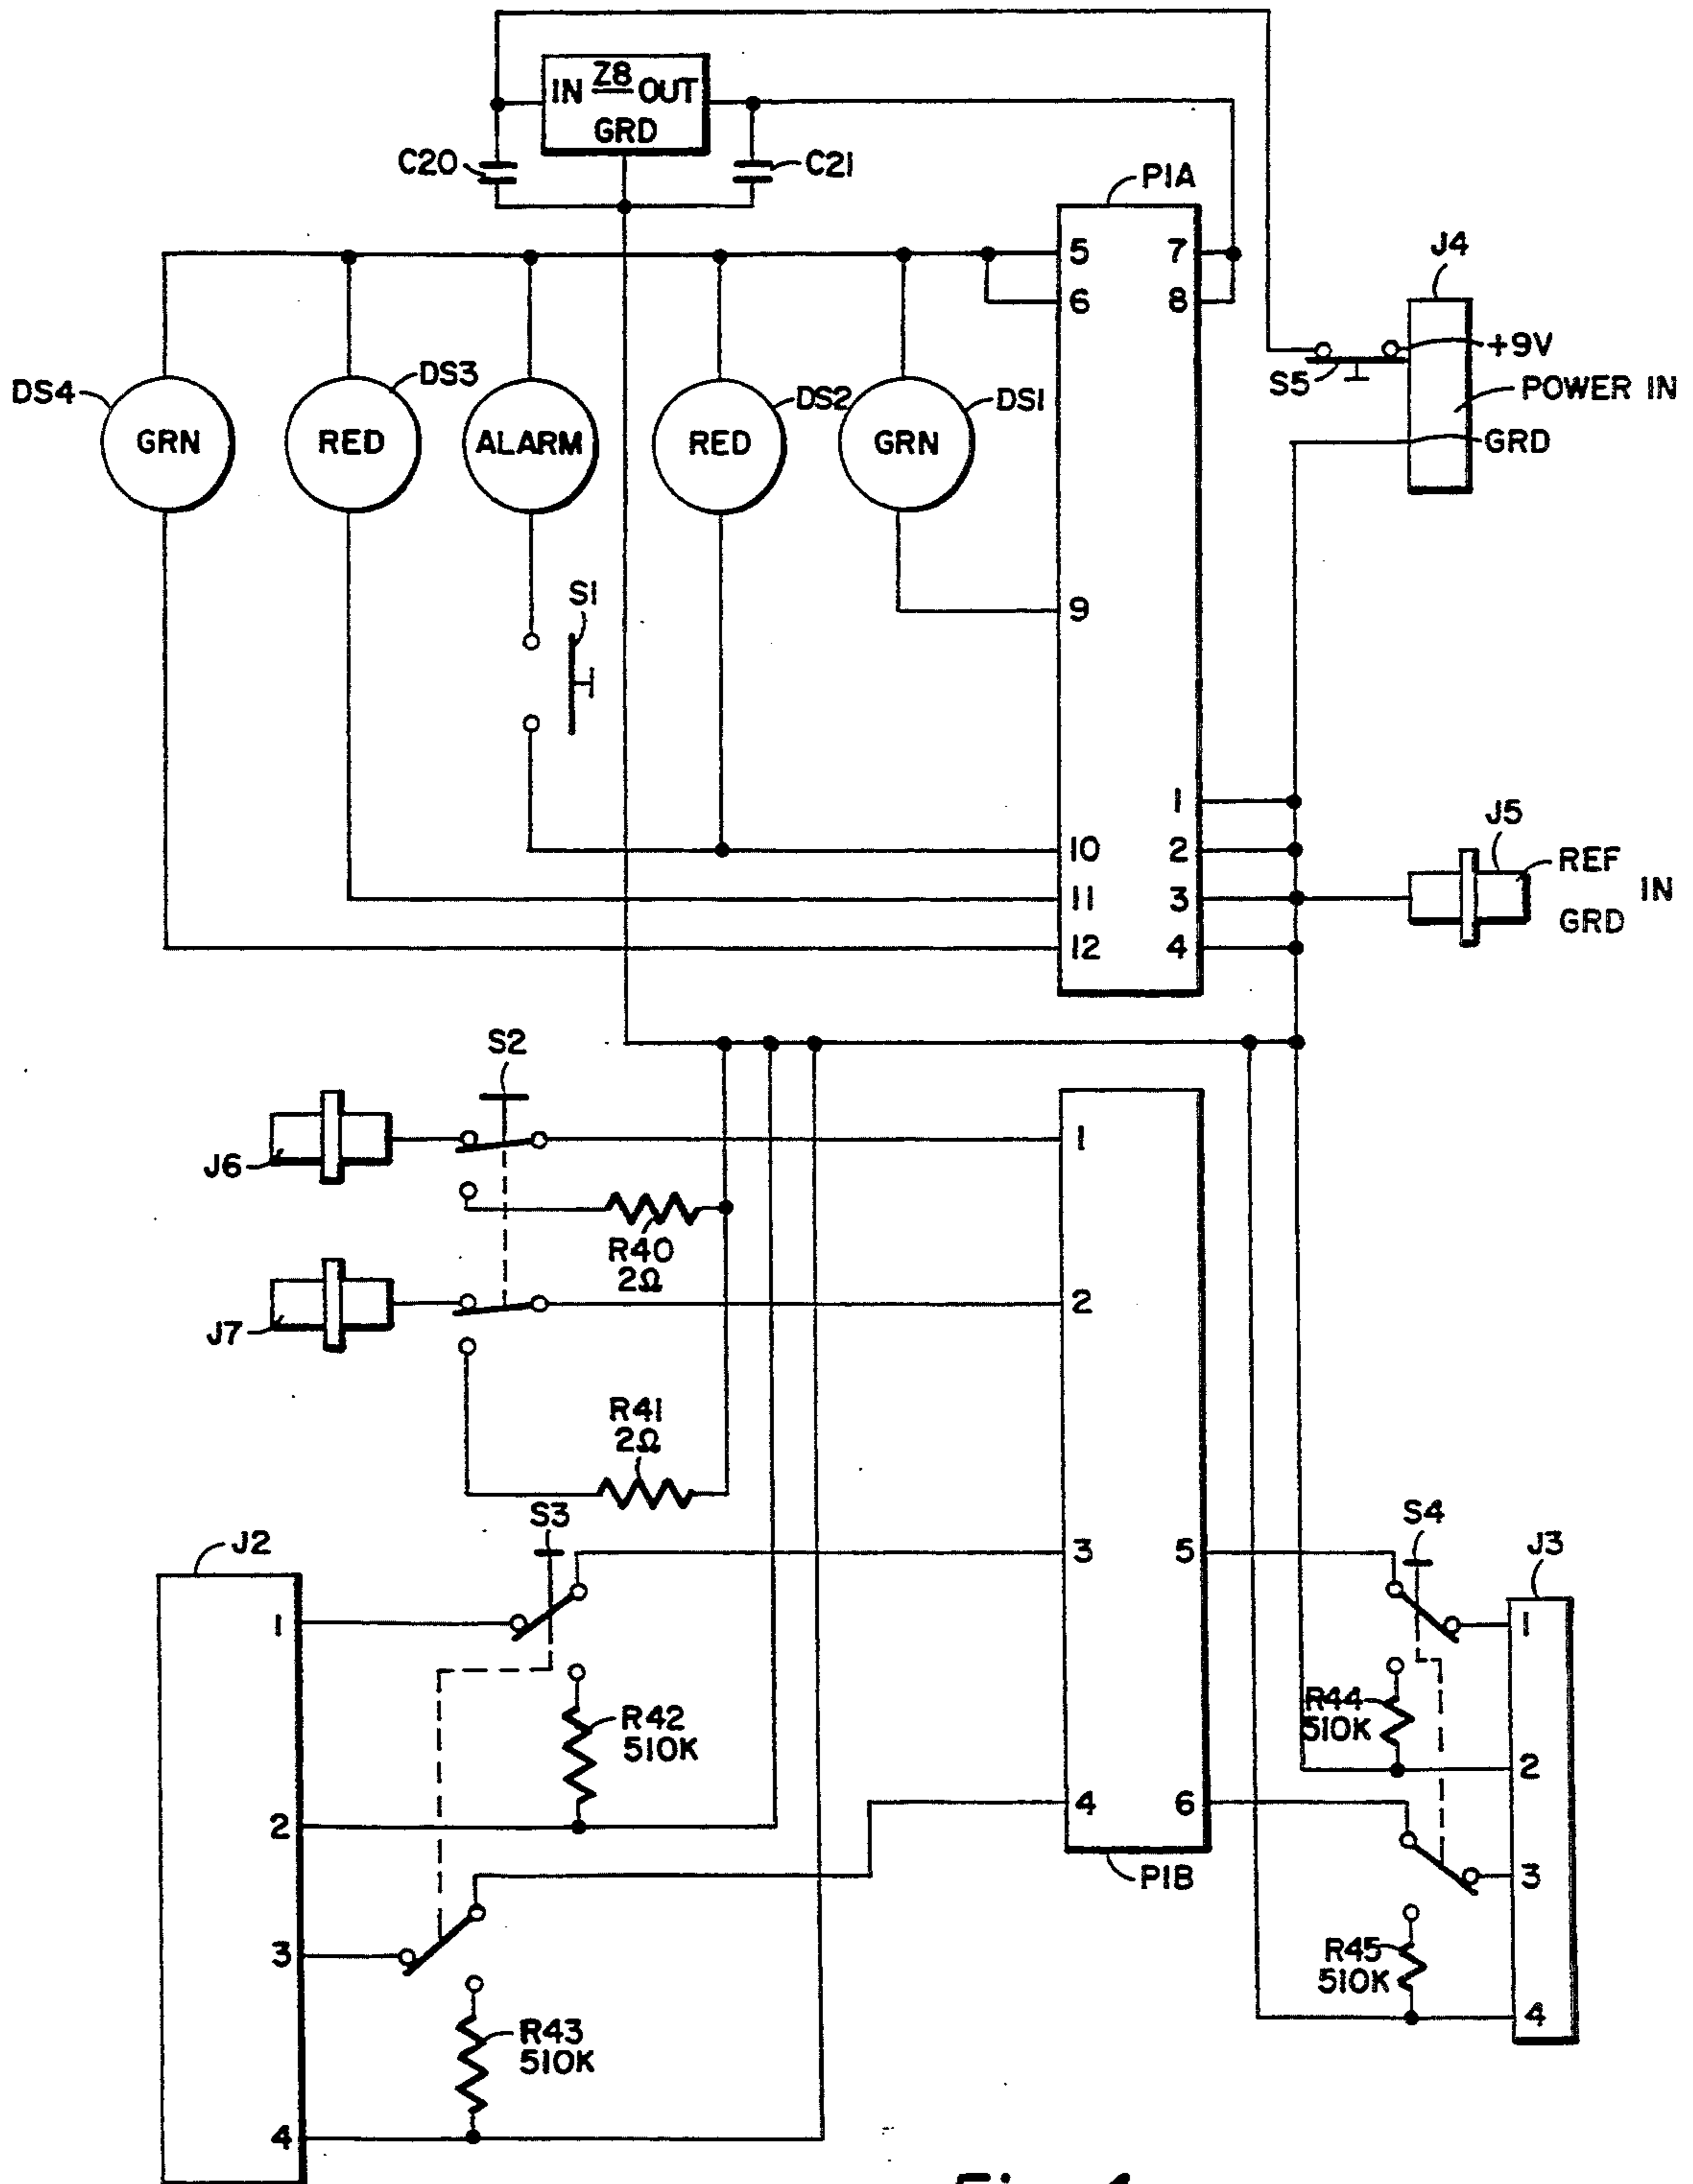 IN Z8 OUT
GRD
C20
C21
P1A
5
7
6
8
J4
+9V
S5
POWER IN
GRD
DS4
GRN
DS3
RED
ALARM
DS2
RED
DS1
GRN
S1
9
1
10
2
11
3
12
4
J5
REF
IN
GRD
S2
J6
1
R40
2Ω
J7
2
R41
2Ω
S3
3
5
S4
J2
J3
1
1
R42
510K
R44
510K
2
2
4
6
P1B
3
3
R43
510K
R45
510K
4
4